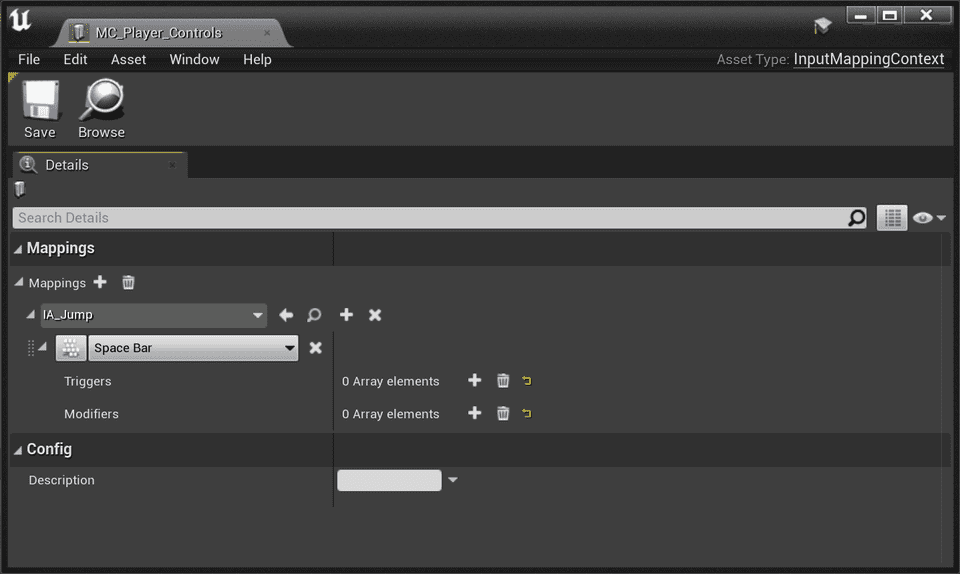 MC_Player_Controls
File Edit Asset Window Help Asset Type: InputMappingContext
Save Browse
Details
Search Details
Mappings
Mappings
IA_Jump
Space Bar
Triggers 0 Array elements
Modifiers 0 Array elements
Config
Description